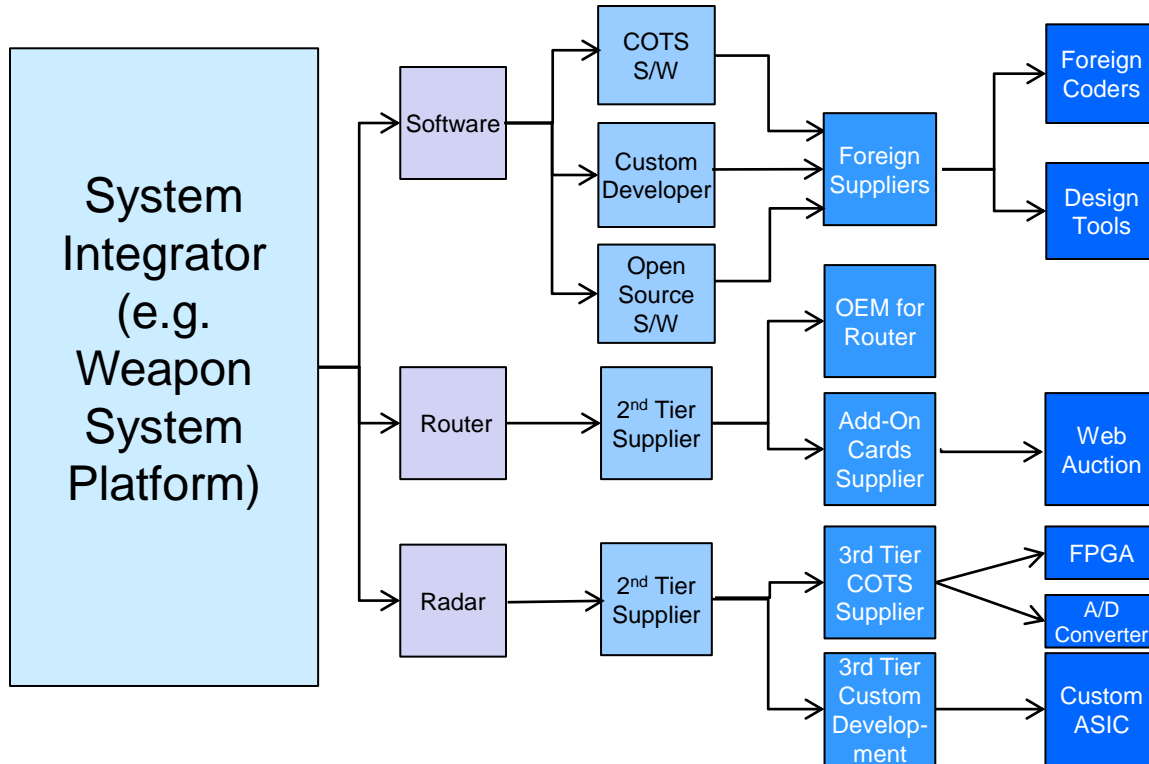 System
Integrator
(e.g.
Weapon
System
Platform)
Software
Router
Radar
COTS
S/W
Custom
Developer
Open
Source
S/W
2nd Tier
Supplier
2nd Tier
Supplier
Foreign
Suppliers
OEM for
Router
Add-On
Cards
Supplier
3rd Tier
COTS
Supplier
3rd Tier
Custom
Develop-
ment
Foreign
Coders
Design
Tools
Web
Auction
FPGA
A/D
Converter
Custom
ASIC